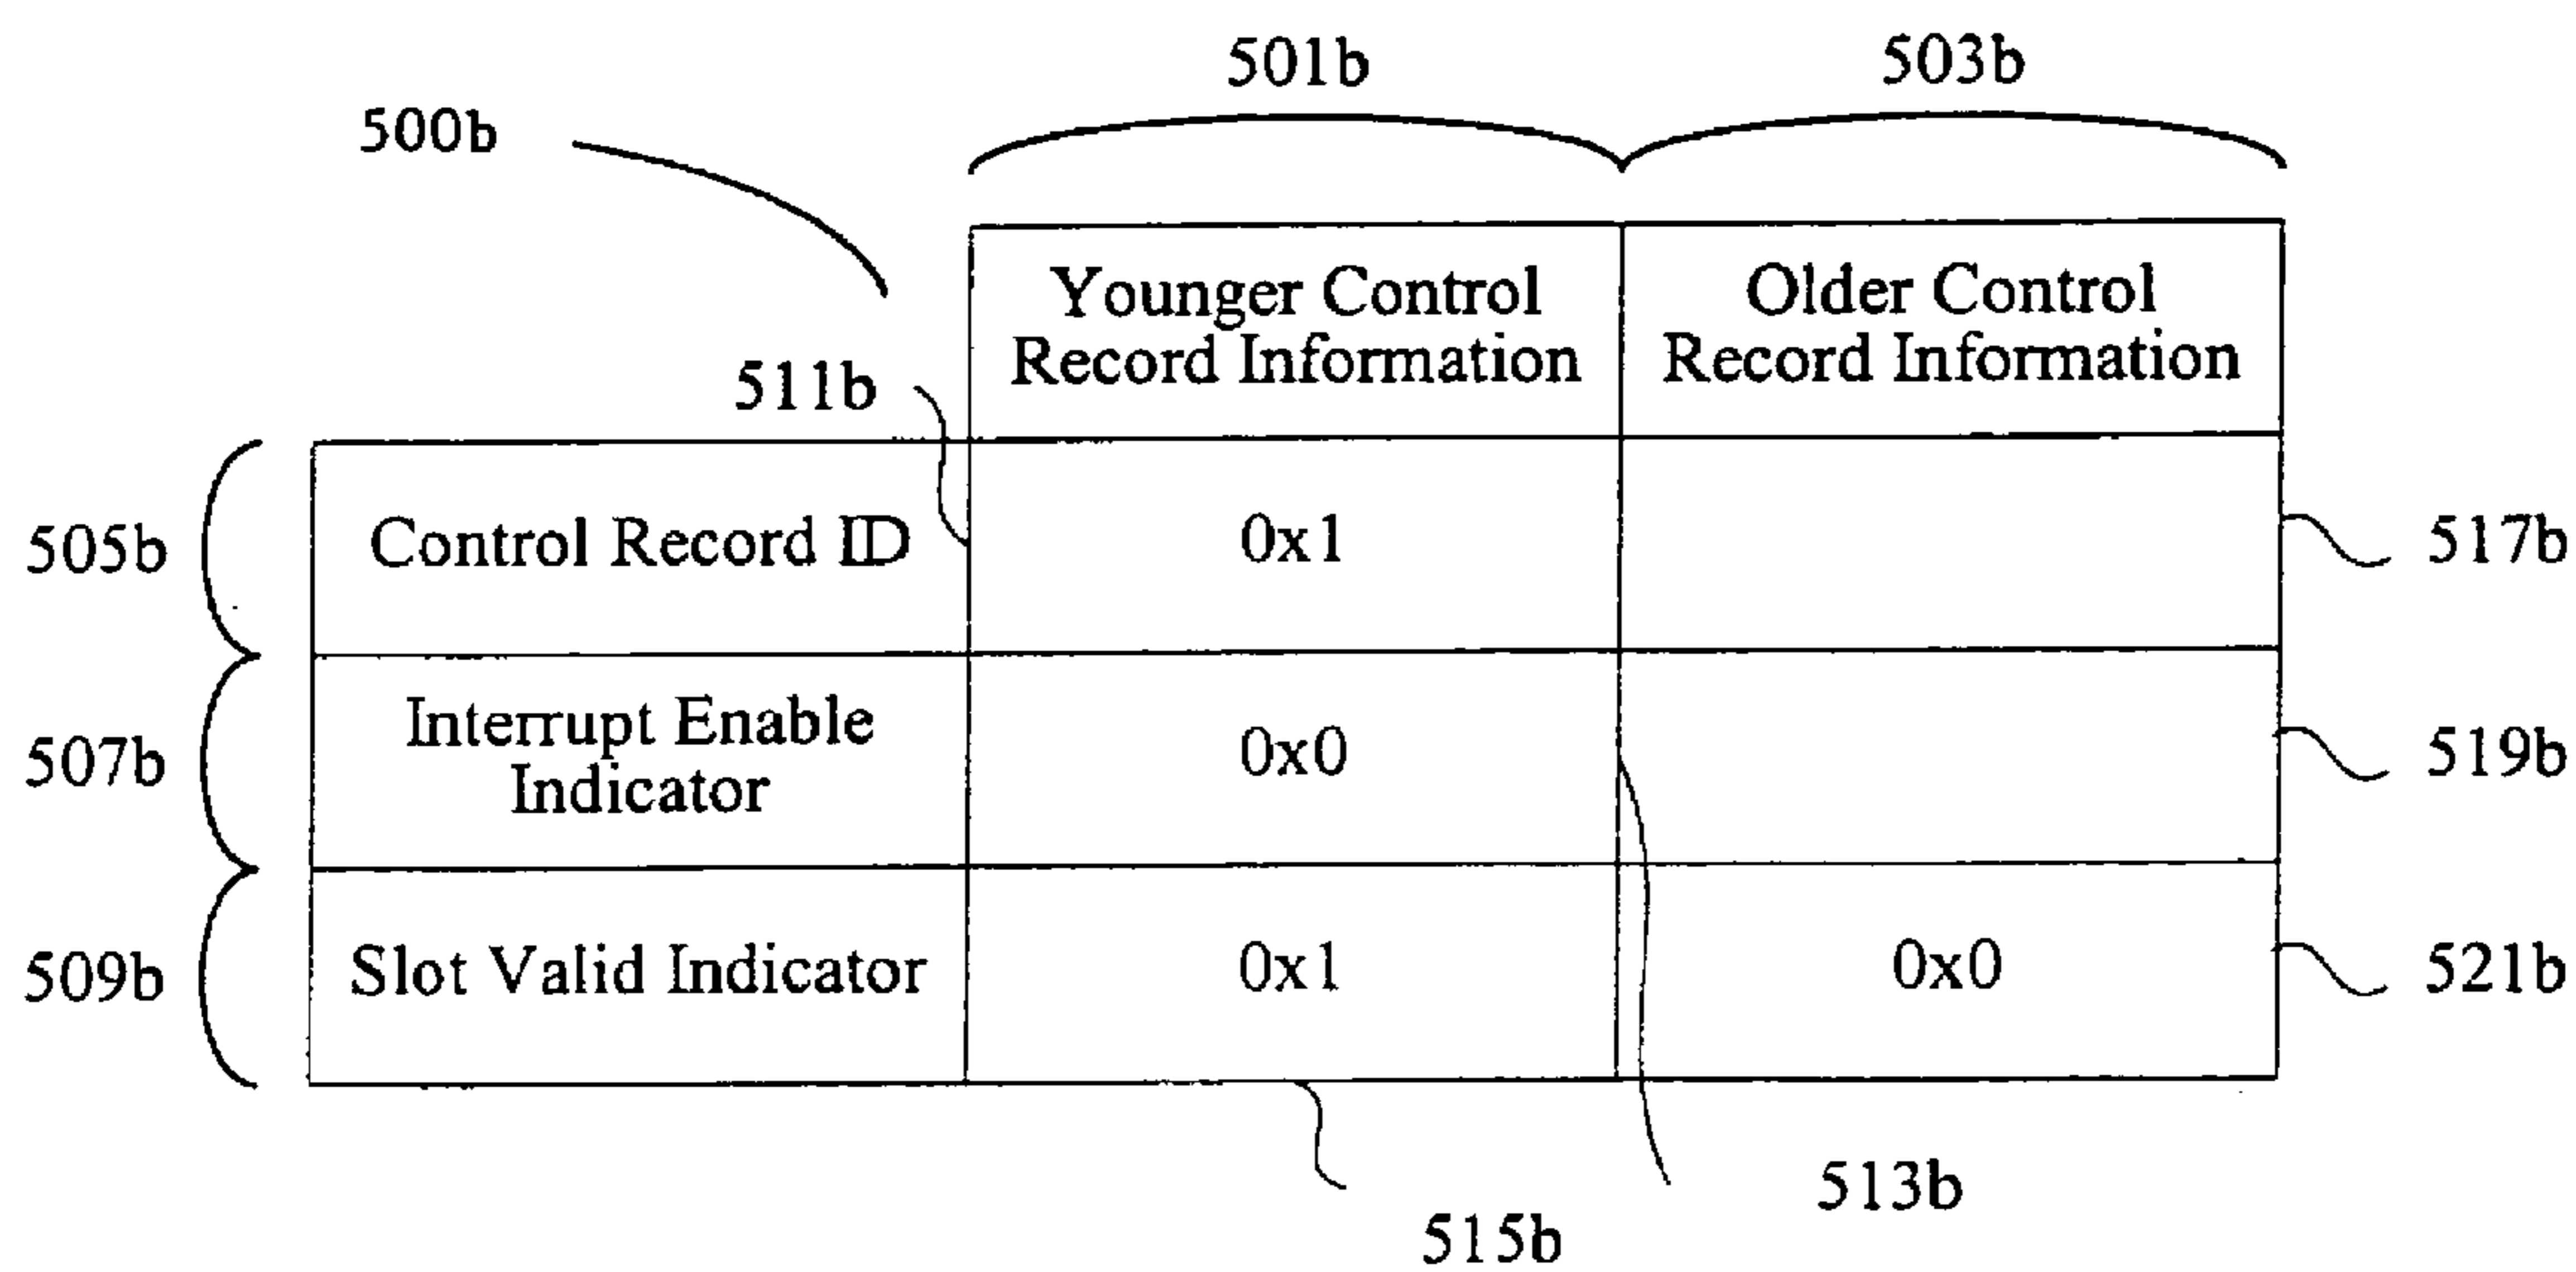 501b
503b
500b
Younger Control
Record Information
Older Control
Record Information
511b
505b
Control Record ID
0x1
517b
507b
Interrupt Enable
Indicator
0x0
519b
509b
Slot Valid Indicator
0x1
0x0
521b
513b
515b